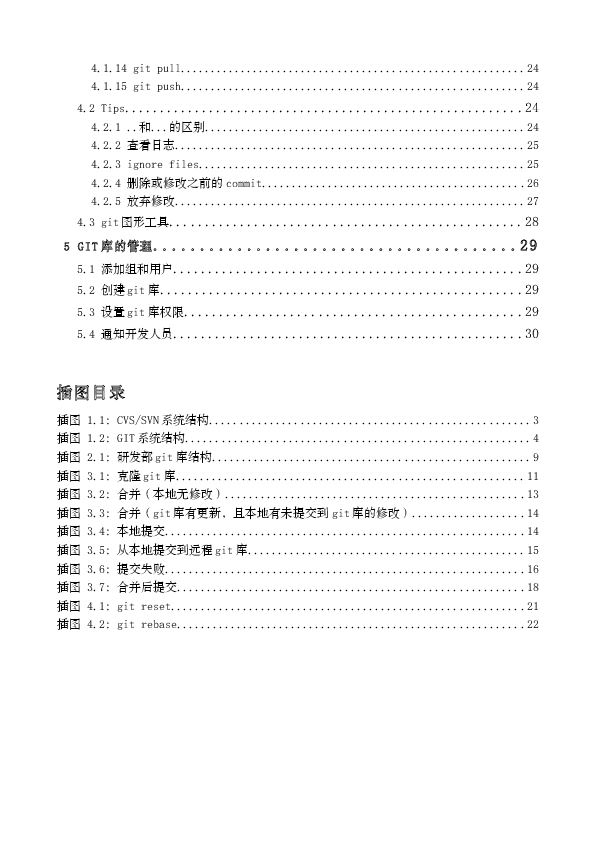 4.1.14 git pull..........................................................24
4.1.15 git push..........................................................24
4.2 Tips.........................................................24
4.2.1 ..和...的区别......................................................24
4.2.2 查看日志...........................................................25
4.2.3 ignore files.......................................................25
4.2.4 删除或修改之前的commit.............................................26
4.2.5 放弃修改...........................................................27
4.3 git图形工具...................................................28
5 GIT库的管理.......................................29
5.1 添加组和用户..................................................29
5.2 创建git库....................................................29
5.3 设置git库权限.................................................29
5.4 通知开发人员..................................................30
插图目录
插图 1.1: CVS/SVN系统结构......................................................3
插图 1.2: GIT系统结构..........................................................4
插图 2.1: 研发部git库结构......................................................9
插图 3.1: 克隆git库...........................................................11
插图 3.2: 合并（本地无修改）...................................................13
插图 3.3: 合并（git库有更新，且本地有未提交到git库的修改）...................14
插图 3.4: 本地提交.............................................................14
插图 3.5: 从本地提交到远程git库...............................................15
插图 3.6: 提交失败.............................................................16
插图 3.7: 合并后提交...........................................................18
插图 4.1: git reset............................................................21
插图 4.2: git rebase...........................................................22